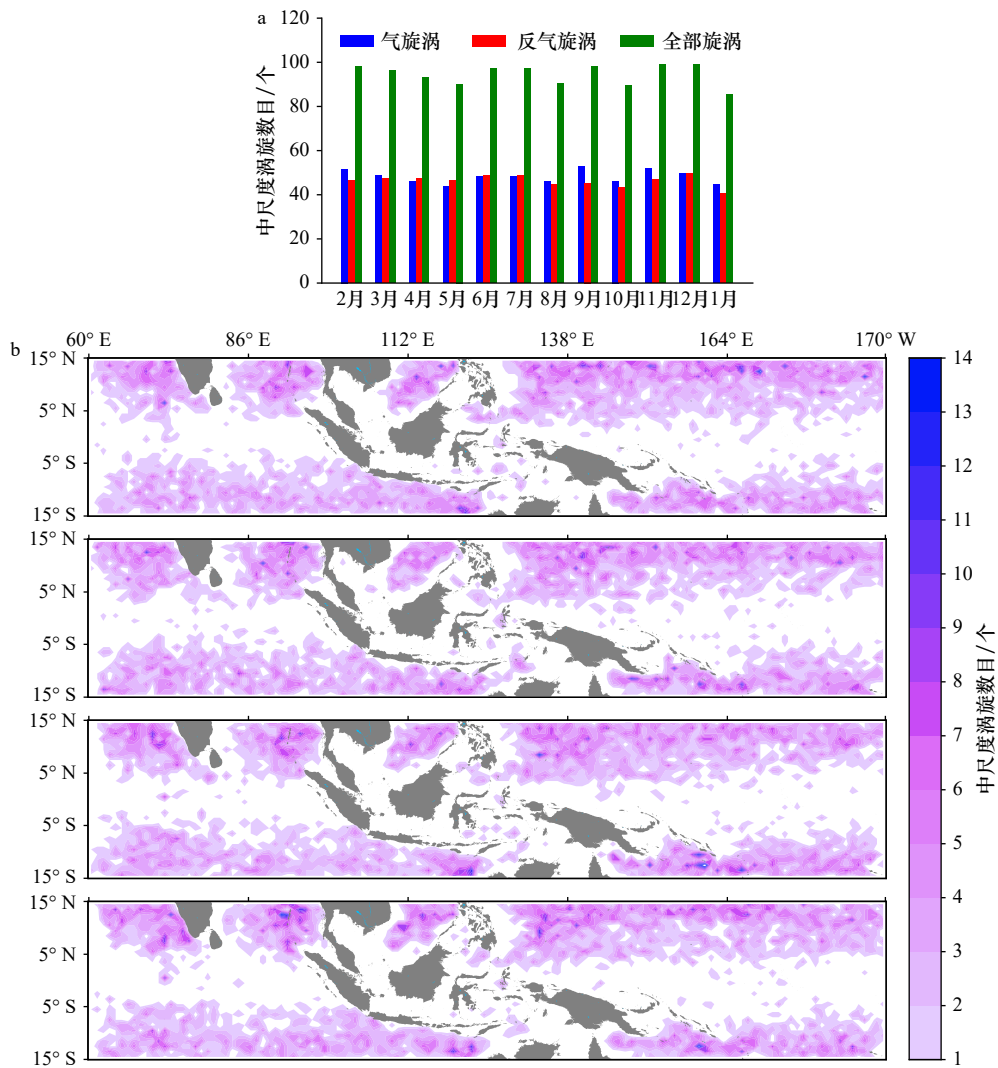 a
120
100
80
60
40
20
0
中尺度涡旋数目/个
气旋涡 反气旋涡 全部旋涡
2月 3月 4月 5月 6月 7月 8月 9月 10月 11月 12月 1月
b
60° E 86° E 112° E 138° E 164° E 170° W
15° N
5° N
5° S
15° S
15° N
5° N
5° S
15° S
15° N
5° N
5° S
15° S
15° N
5° N
5° S
15° S
14
13
12
11
10
9
8
7
6
5
4
3
2
1
中尺度涡旋数目/个